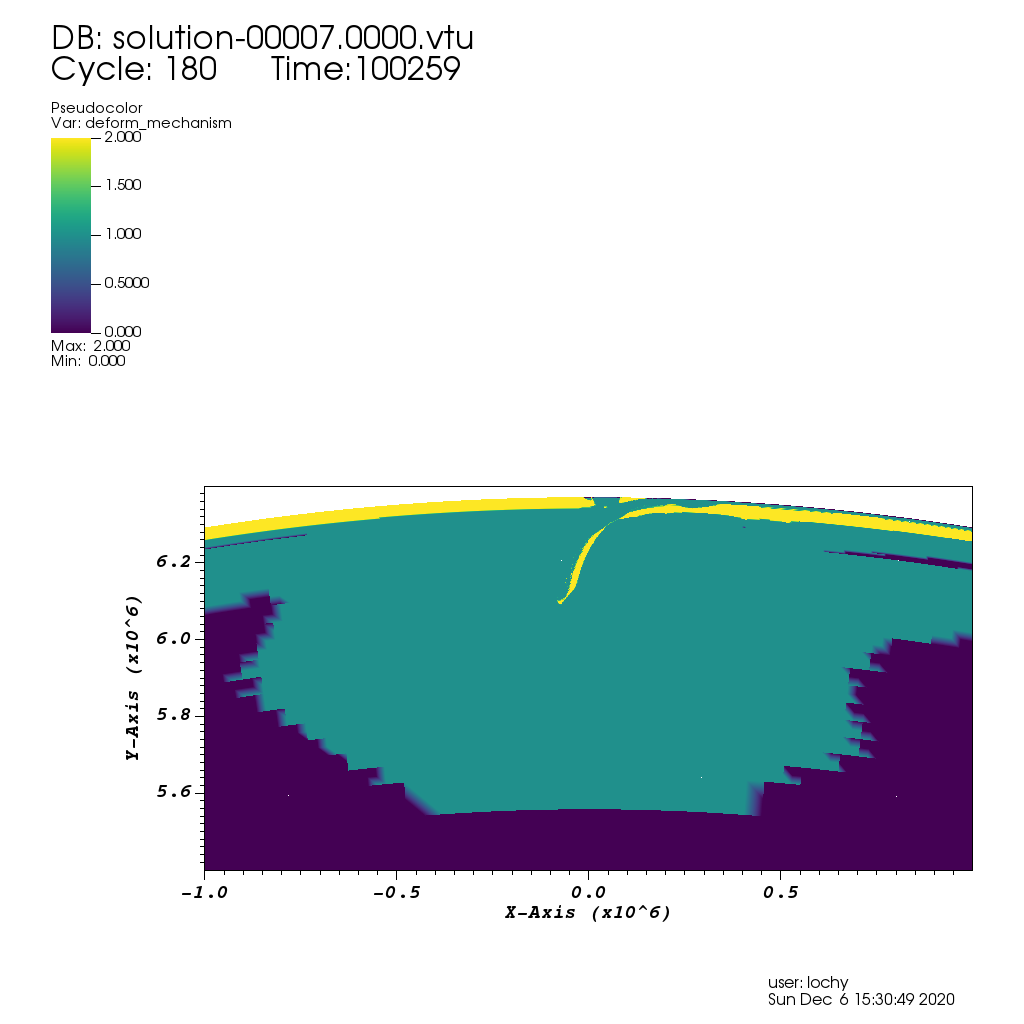 DB: solution-00007.0000.vtu
Cycle: 180 Time:100259
Pseudocolor
Var: deform_mechanism
2.000
1.500
1.000
0.5000
0.000
Max: 2.000
Min: 0.000
6.2
6.0
5.8
5.6
Y-Axis (x10^6)
-1.0 -0.5 0.0 0.5
X-Axis (x10^6)
user: lochy
Sun Dec 6 15:30:49 2020